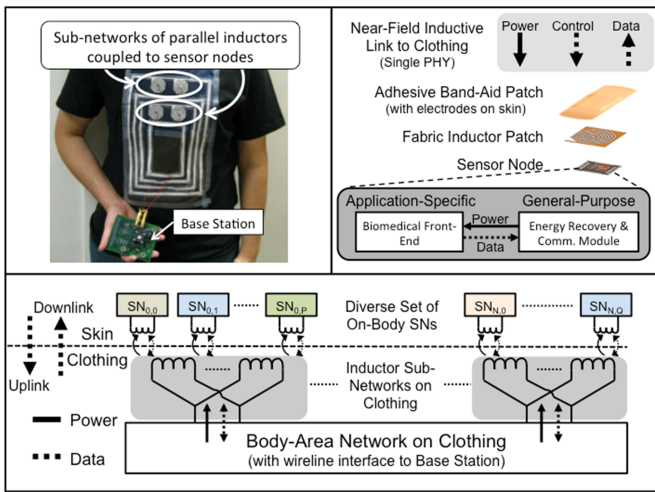 Sub-networks of parallel inductors
coupled to sensor nodes
Base Station
Near-Field Inductive
Link to Clothing
(Single PHY)
Power Control Data
Adhesive Band-Aid Patch
(with electrodes on skin)
Fabric Inductor Patch
Sensor Node
Application-Specific General-Purpose
Biomedical Front-
End
Power
Data
Energy Recovery &
Comm. Module
Downlink
Skin
Clothing
Uplink
Power
Data
SN0,0 SN0,1 SN0,P
Diverse Set of
On-Body SNs
SNN,0 SNN,Q
Inductor Sub-
Networks on
Clothing
Body-Area Network on Clothing
(with wireline interface to Base Station)